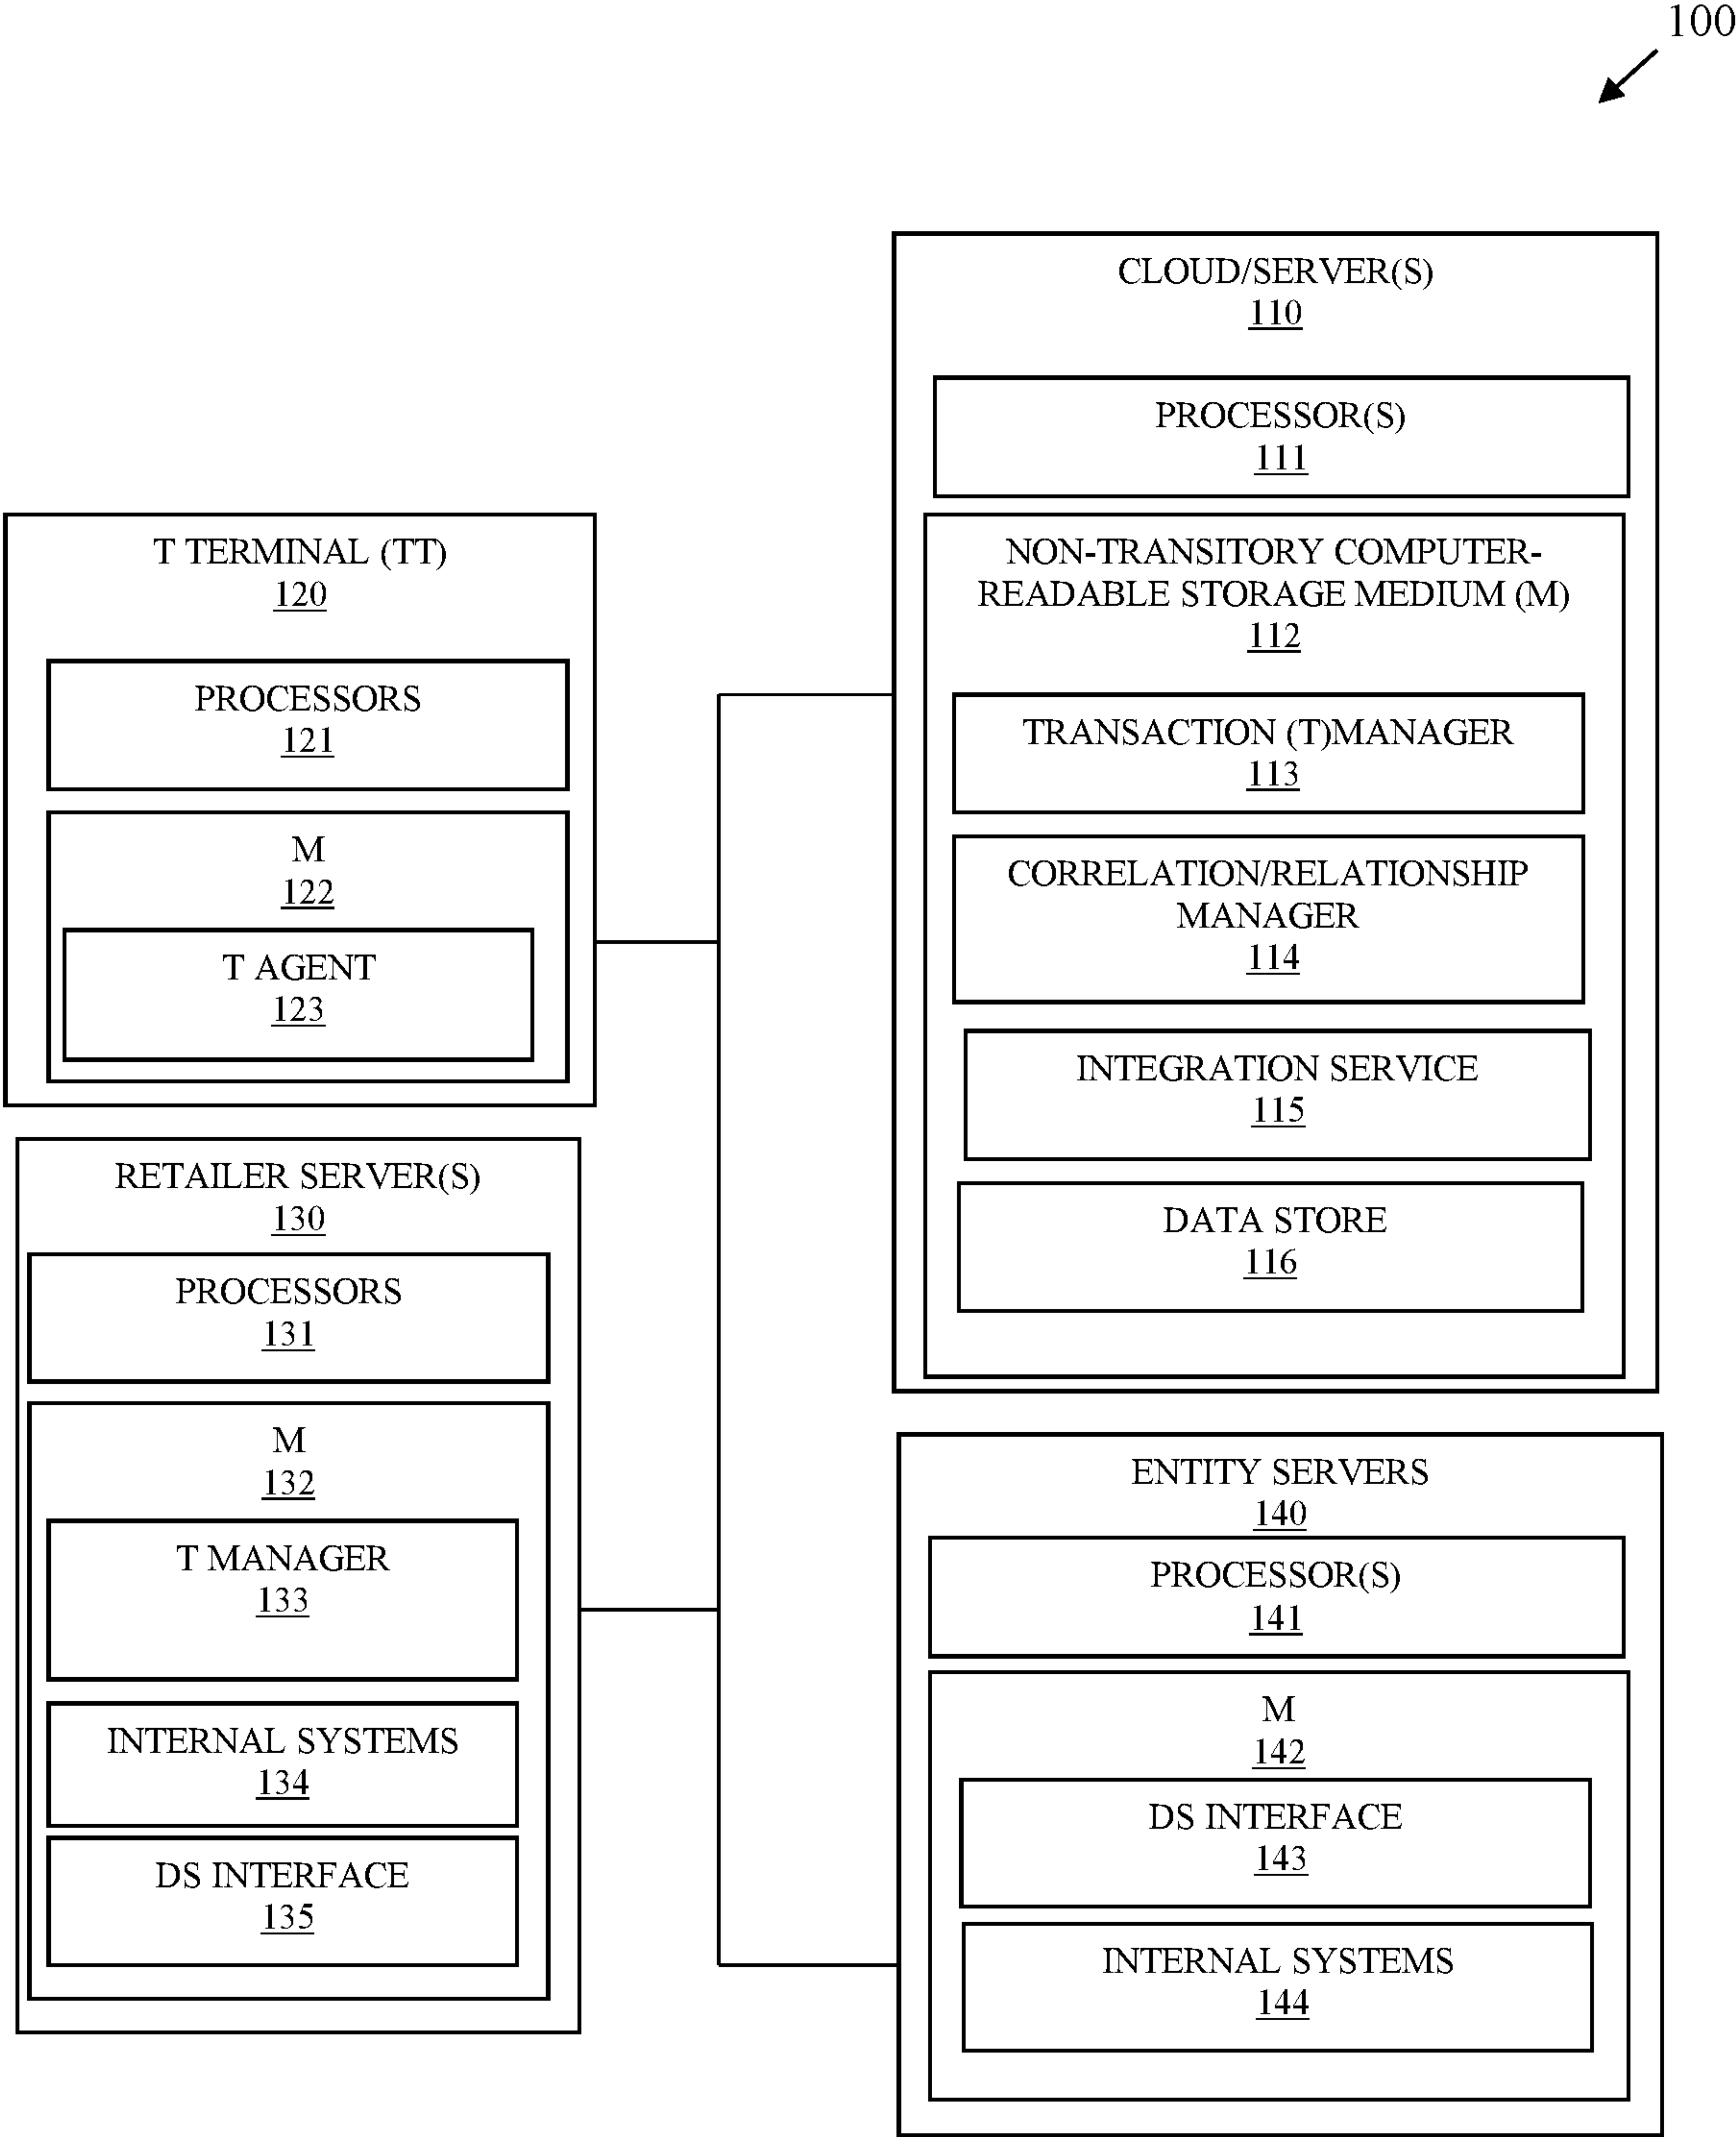 100
CLOUD/SERVER(S)
110
PROCESSOR(S)
111
NON-TRANSITORY COMPUTER-
READABLE STORAGE MEDIUM (M)
112
TRANSACTION (T)MANAGER
113
CORRELATION/RELATIONSHIP
MANAGER
114
INTEGRATION SERVICE
115
DATA STORE
116
T TERMINAL (TT)
120
PROCESSORS
121
M
122
T AGENT
123
RETAILER SERVER(S)
130
PROCESSORS
131
M
132
T MANAGER
133
INTERNAL SYSTEMS
134
DS INTERFACE
135
ENTITY SERVERS
140
PROCESSOR(S)
141
M
142
DS INTERFACE
143
INTERNAL SYSTEMS
144